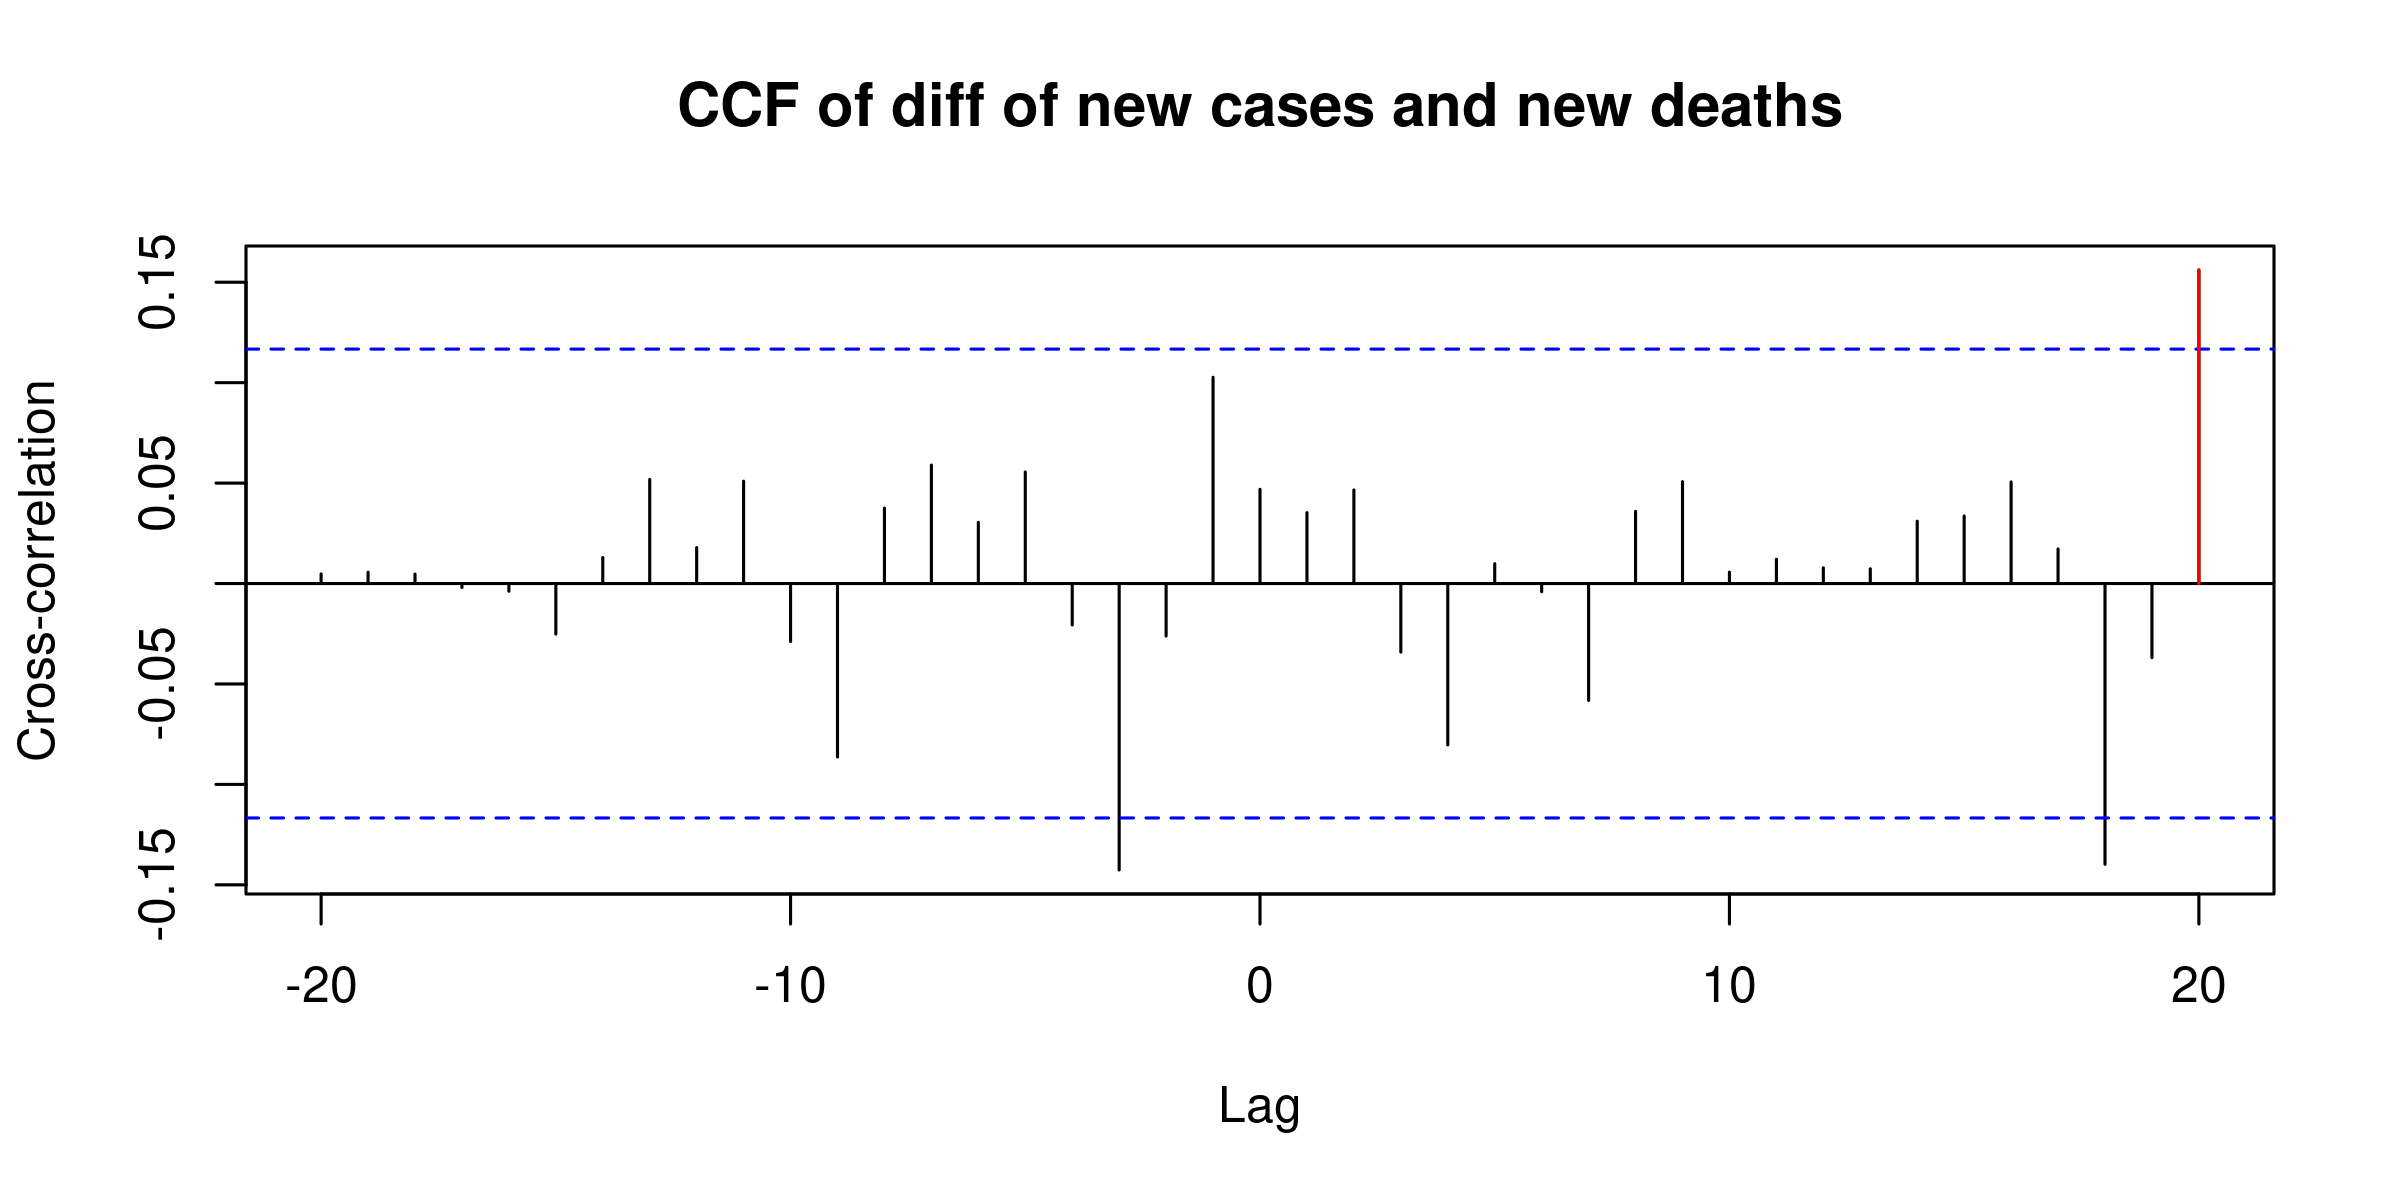 CCF of diff of new cases and new deaths
Cross-correlation
0.15
0.05
-0.05
-0.15
-20 -10 0 10 20
Lag